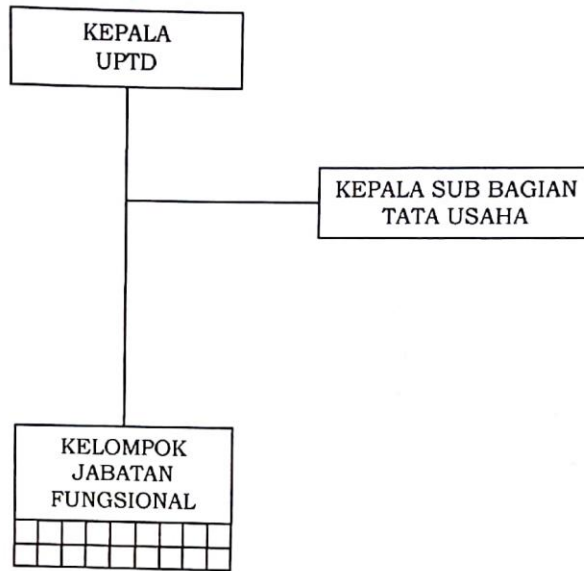 KEPALA
UPTD
KEPALA SUB BAGIAN
TATA USAHA
KELOMPOK
JABATAN
FUNGSIONAL